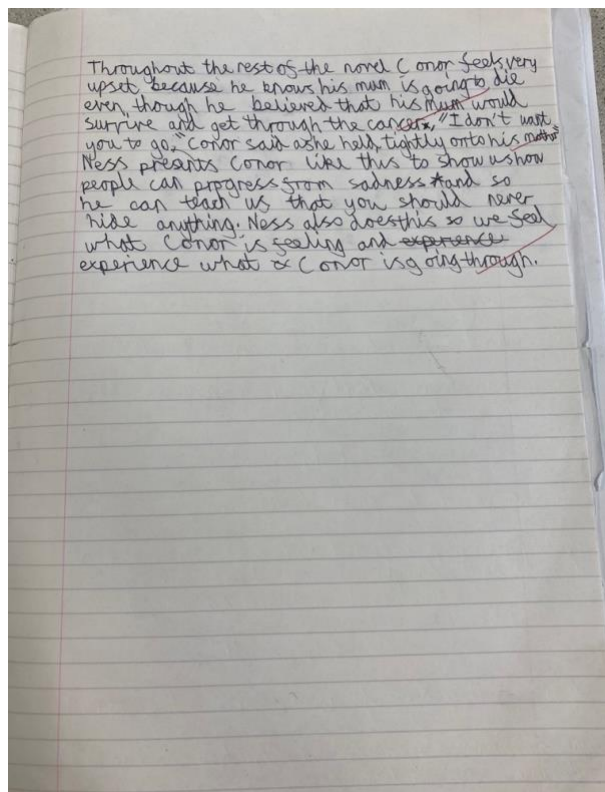 Throughout the rest of the novel Conor feels very
upset because he knows his mum is going to die
even though he believed that his mum would
survive and get through the cancer, "I don't want
you to go," Conor said as he held tightly onto his mother"
Ness presants Conor like this to show us how
people can progress from sadness *and so
he can teach us that you should never
hide anything. Ness also does this so we feel
what Conor is feeling and experience
experience what Conor is going through.